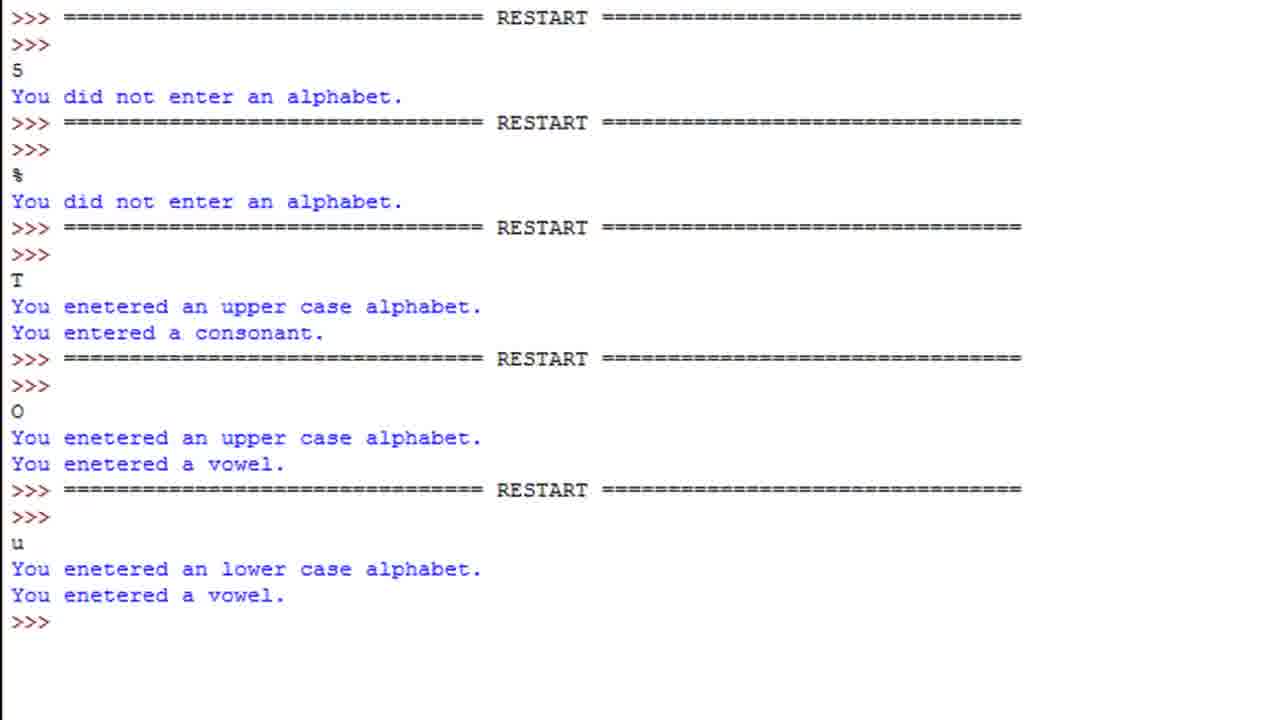 >>> ================================ RESTART ================================
>>>
5
You did not enter an alphabet.
>>> ================================ RESTART ================================
>>>
%
You did not enter an alphabet.
>>> ================================ RESTART ================================
>>>
T
You enetered an upper case alphabet.
You entered a consonant.
>>> ================================ RESTART ================================
>>>
O
You enetered an upper case alphabet.
You enetered a vowel.
>>> ================================ RESTART ================================
>>>
u
You enetered an lower case alphabet.
You enetered a vowel.
>>>